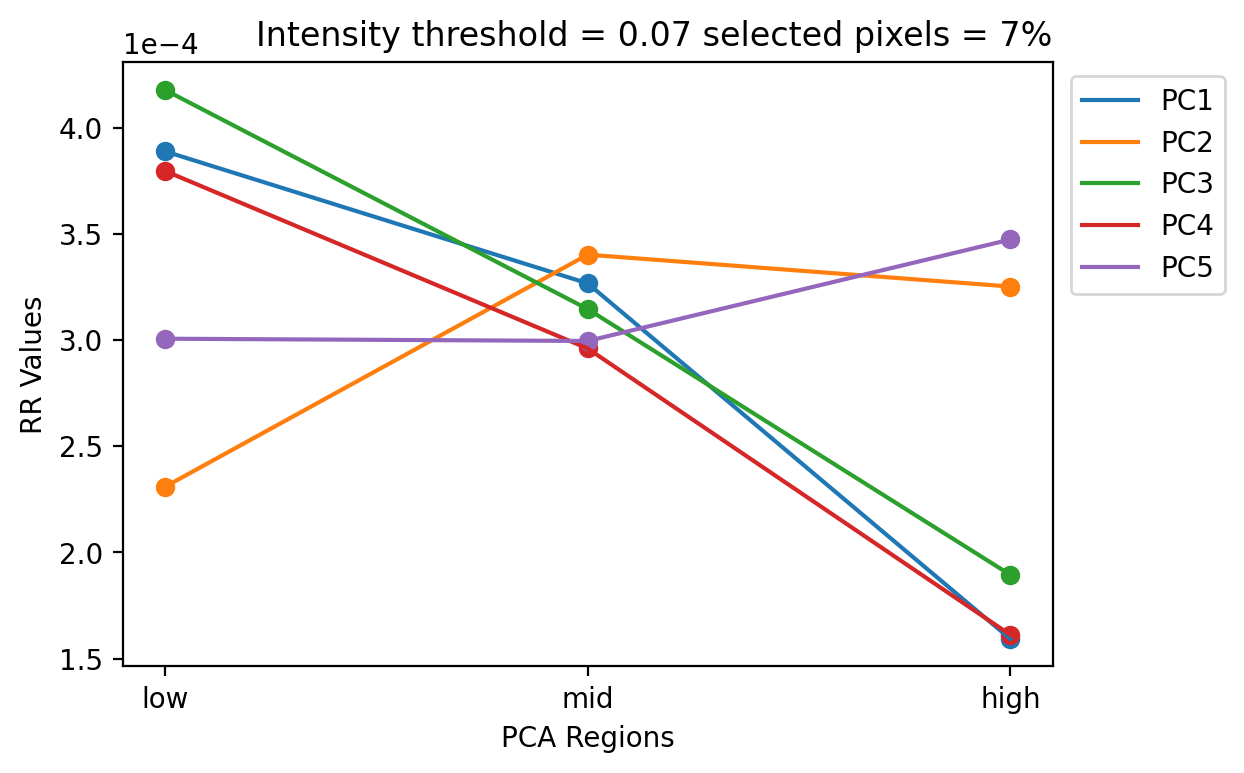 Intensity threshold = 0.07 selected pixels = 7%
1e−4
4.0
3.5
3.0
2.5
2.0
1.5
RR Values
low mid high
PCA Regions
PC1
PC2
PC3
PC4
PC5